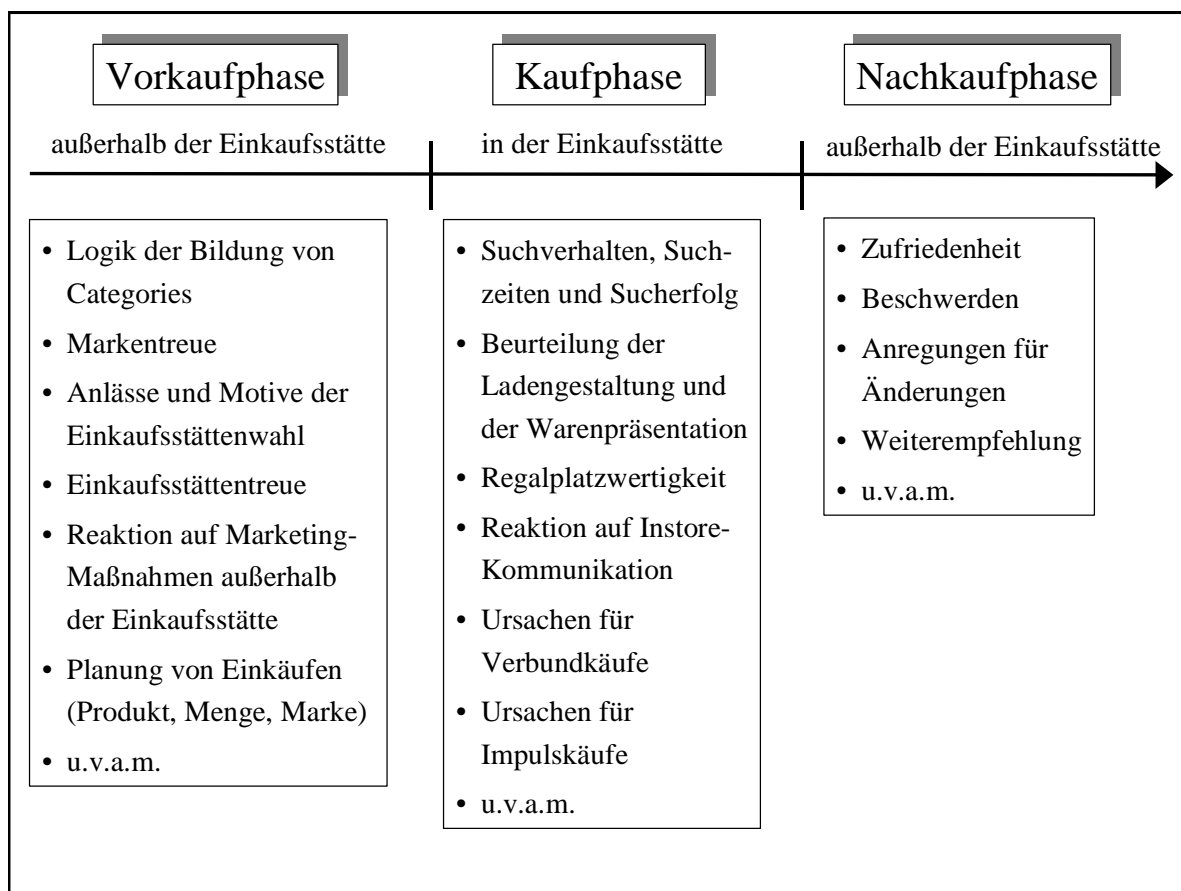 Vorkaufphase
außerhalb der Einkaufsstätte
• Logik der Bildung von
Categories
• Markentreue
• Anlässe und Motive der
Einkaufsstättenwahl
• Einkaufsstättentreue
• Reaktion auf Marketing-
Maßnahmen außerhalb
der Einkaufsstätte
• Planung von Einkäufen
(Produkt, Menge, Marke)
• u.v.a.m.
Kaufphase
in der Einkaufsstätte
• Suchverhalten, Such-
zeiten und Sucherfolg
• Beurteilung der
Ladengestaltung und
der Warenpräsentation
• Regalplatzwertigkeit
• Reaktion auf Instore-
Kommunikation
• Ursachen für
Verbundkäufe
• Ursachen für
Impulskäufe
• u.v.a.m.
Nachkaufphase
außerhalb der Einkaufsstätte
• Zufriedenheit
• Beschwerden
• Anregungen für
Änderungen
• Weiterempfehlung
• u.v.a.m.